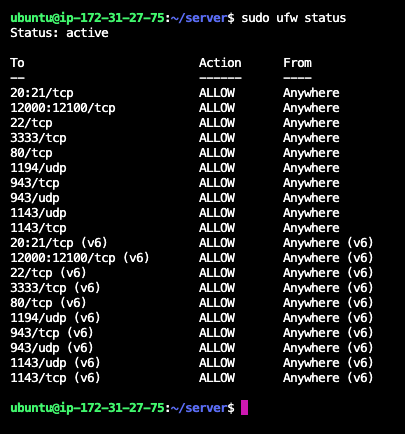 ubuntu@ip-172-31-27-75:~/server$ sudo ufw status
Status: active
To                         Action      From
--                         ------      ----
20:21/tcp                  ALLOW       Anywhere
12000:12100/tcp            ALLOW       Anywhere
22/tcp                     ALLOW       Anywhere
3333/tcp                   ALLOW       Anywhere
80/tcp                     ALLOW       Anywhere
1194/udp                   ALLOW       Anywhere
943/tcp                    ALLOW       Anywhere
943/udp                    ALLOW       Anywhere
1143/udp                   ALLOW       Anywhere
1143/tcp                   ALLOW       Anywhere
20:21/tcp (v6)             ALLOW       Anywhere (v6)
12000:12100/tcp (v6)       ALLOW       Anywhere (v6)
22/tcp (v6)                ALLOW       Anywhere (v6)
3333/tcp (v6)              ALLOW       Anywhere (v6)
80/tcp (v6)                ALLOW       Anywhere (v6)
1194/udp (v6)              ALLOW       Anywhere (v6)
943/tcp (v6)               ALLOW       Anywhere (v6)
943/udp (v6)               ALLOW       Anywhere (v6)
1143/udp (v6)              ALLOW       Anywhere (v6)
1143/tcp (v6)              ALLOW       Anywhere (v6)
ubuntu@ip-172-31-27-75:~/server$